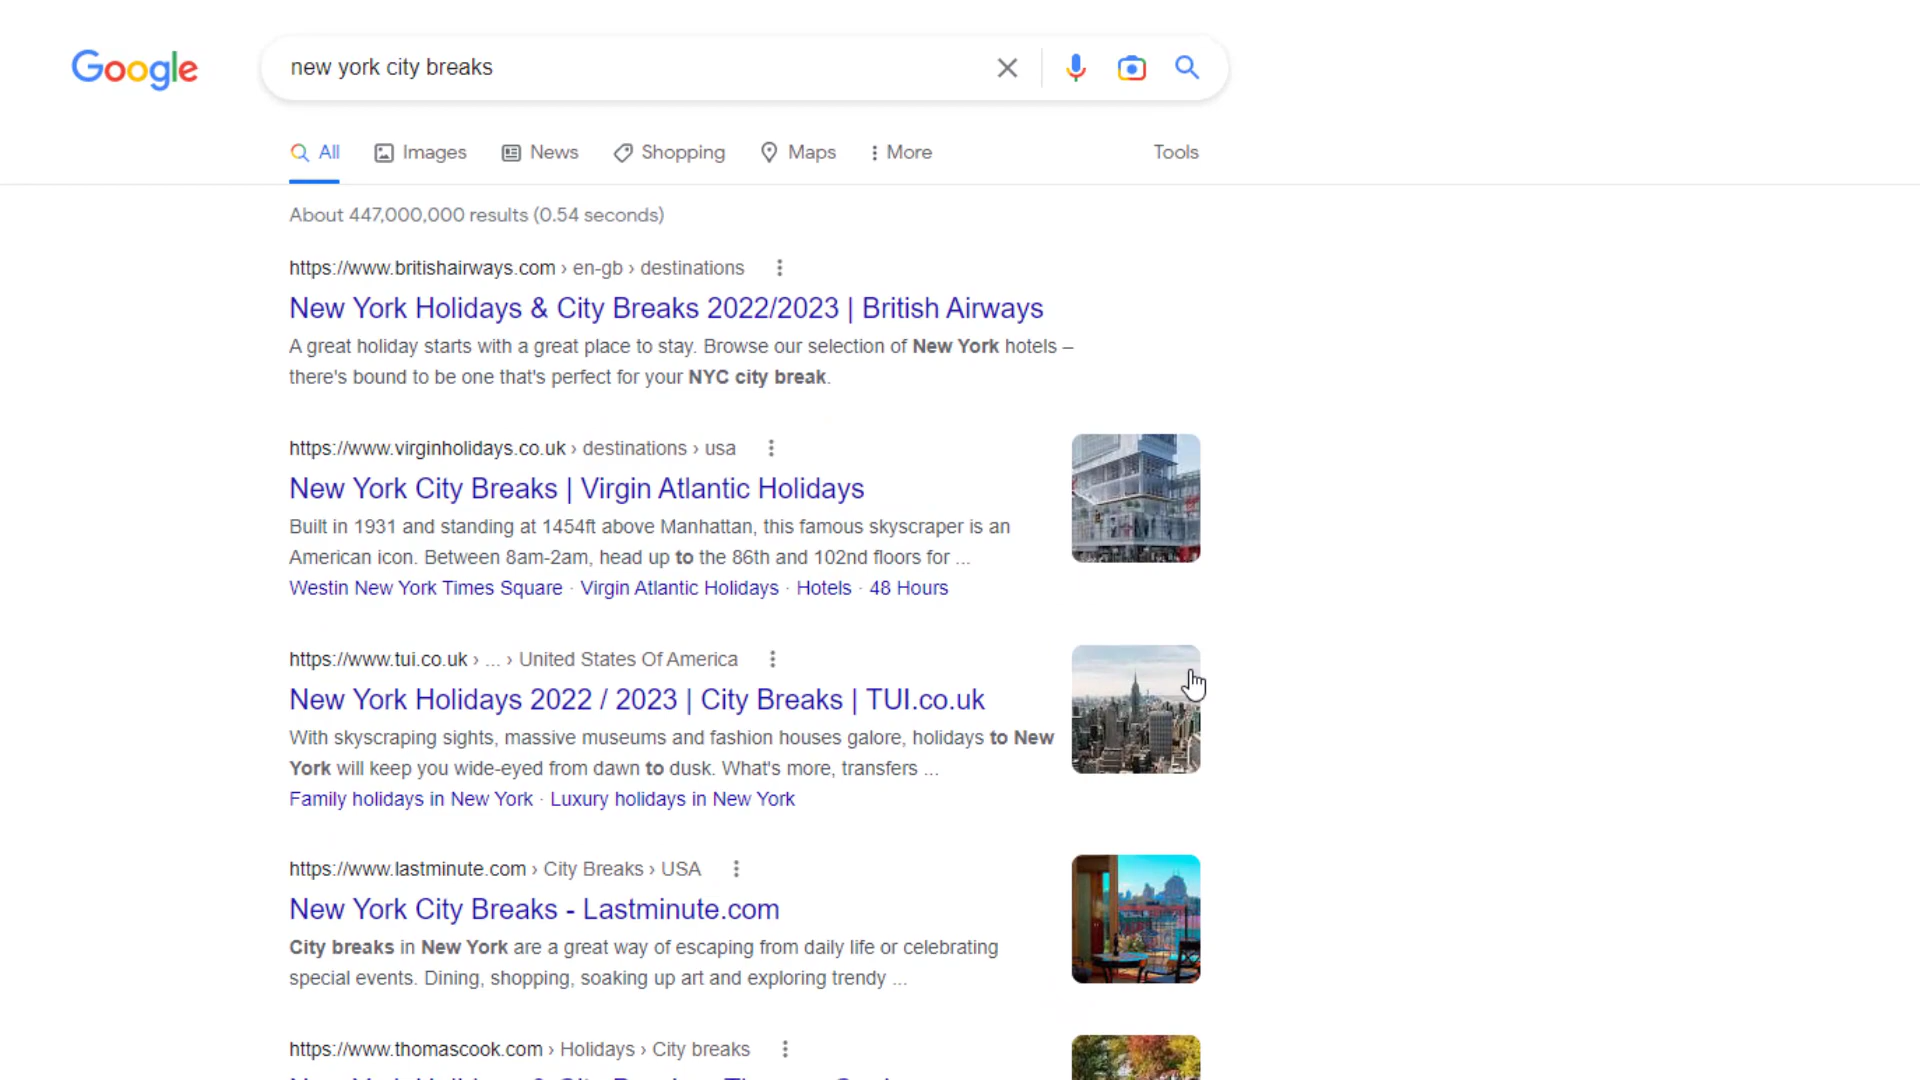 Google
new york city breaks
All
Images
News
Shopping
Maps
More
Tools
About 447,000,000 results (0.54 seconds)
https://www.britishairways.com › en-gb › destinations
New York Holidays & City Breaks 2022/2023 | British Airways
A great holiday starts with a great place to stay. Browse our selection of New York hotels –
there's bound to be one that's perfect for your NYC city break.
https://www.virginholidays.co.uk › destinations › usa
New York City Breaks | Virgin Atlantic Holidays
Built in 1931 and standing at 1454ft above Manhattan, this famous skyscraper is an
American icon. Between 8am-2am, head up to the 86th and 102nd floors for ...
Westin New York Times Square · Virgin Atlantic Holidays · Hotels · 48 Hours
https://www.tui.co.uk › ... › United States Of America
New York Holidays 2022 / 2023 | City Breaks | TUI.co.uk
With skyscraping sights, massive museums and fashion houses galore, holidays to New
York will keep you wide-eyed from dawn to dusk. What's more, transfers ...
Family holidays in New York · Luxury holidays in New York
https://www.lastminute.com › City Breaks › USA
New York City Breaks - Lastminute.com
City breaks in New York are a great way of escaping from daily life or celebrating
special events. Dining, shopping, soaking up art and exploring trendy ...
https://www.thomascook.com › Holidays › City breaks